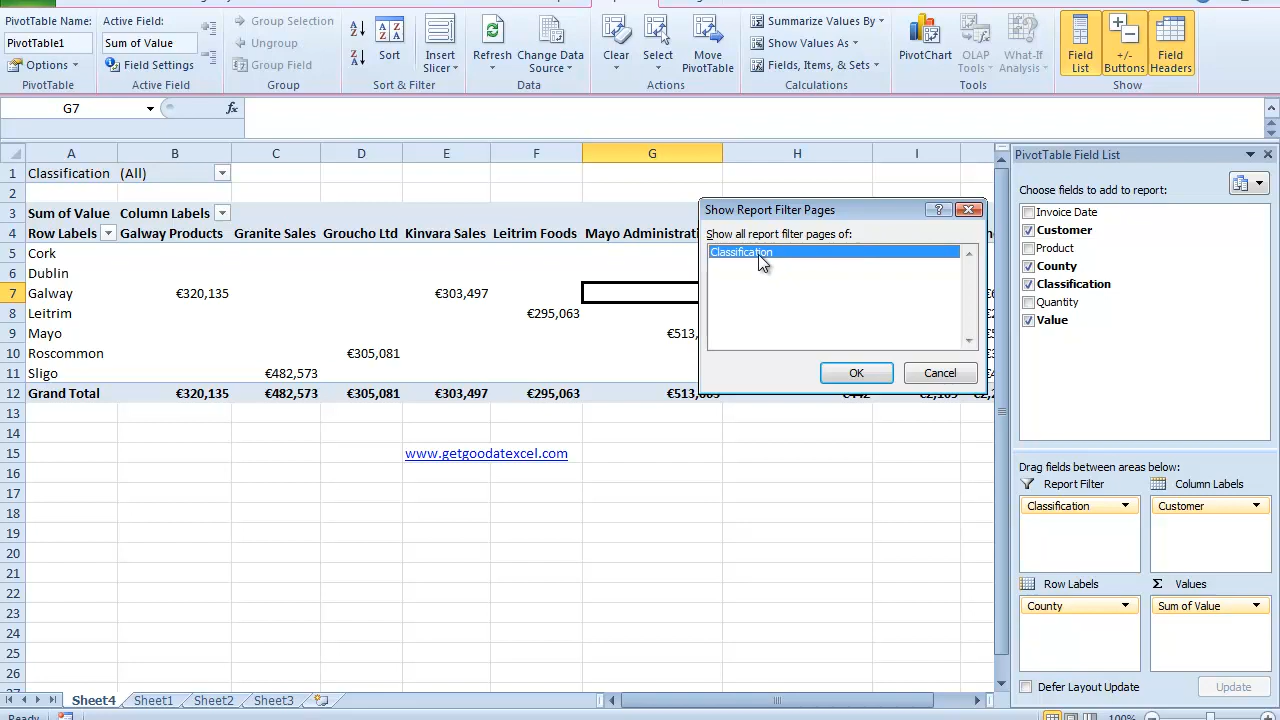 PivotTable Name: Active Field: Group Selection Summarize Values By
PivotTable1 Sum of Value Ungroup Show Values As
Options Field Settings Group Field Sort Insert Slicer Refresh Change Data Source Clear Select Move PivotTable Fields, Items, & Sets PivotChart OLAP Tools What-If Analysis Field List +/- Buttons Field Headers
PivotTable Active Field Group Sort & Filter Data Actions Calculations Tools Show
G7 fx
A B C D E F G H I PivotTable Field List
1 Classification (All)
Choose fields to add to report:
2
3 Sum of Value Column Labels
4 Row Labels Galway Products Granite Sales Groucho Ltd Kinvara Sales Leitrim Foods Mayo Administrati
5 Cork
6 Dublin
7 Galway €320,135 €303,497
8 Leitrim €295,063
9 Mayo €513,
10 Roscommon €305,081
11 Sligo €482,573
12 Grand Total €320,135 €482,573 €305,081 €303,497 €295,063
13
14
15 www.getgoodatexcel.com
16
17
18
19
20
21
22
23
24
25
26
Show Report Filter Pages
Show all report filter pages of:
Classification
OK Cancel
Invoice Date
Customer
Product
County
Classification
Quantity
Value
Drag fields between areas below:
Report Filter Column Labels
Classification Customer
Row Labels Σ Values
County Sum of Value
Defer Layout Update Update
Sheet4 Sheet1 Sheet2 Sheet3
Ready 100%